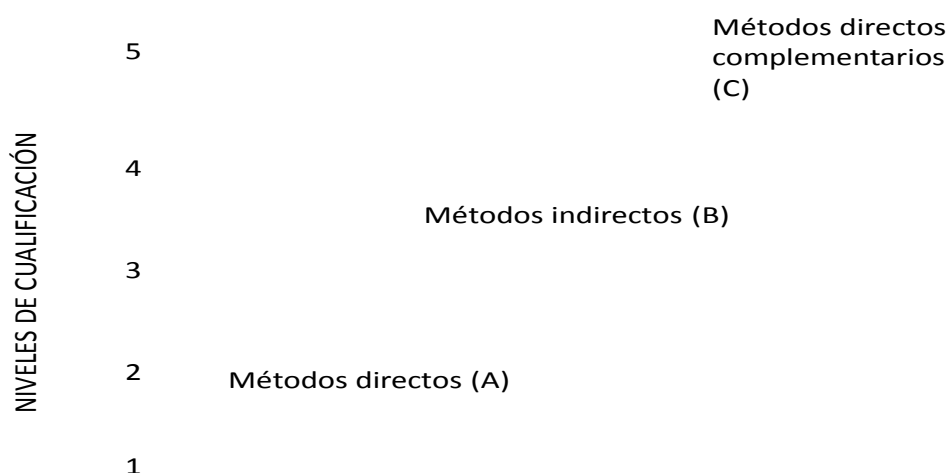 Métodos directos
complementarios
(C)
5
4
Métodos indirectos (B)
3
2
Métodos directos (A)
1
NIVELES DE CUALIFICACIÓN